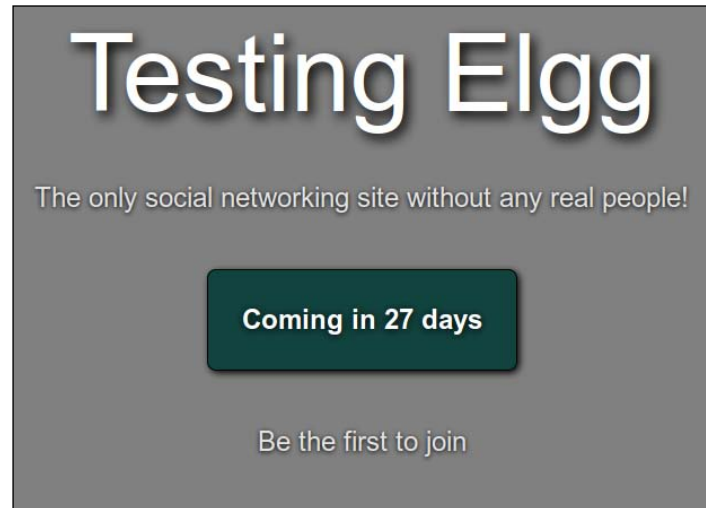 Testing Elgg
The only social networking site without any real people!
Coming in 27 days
Be the first to join